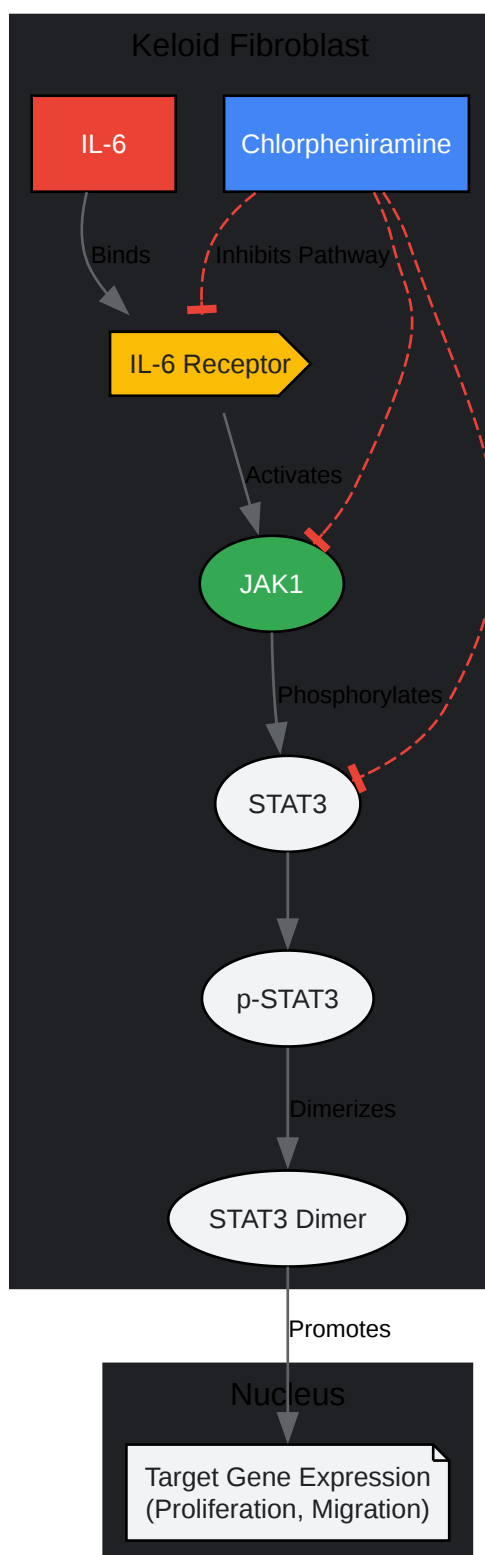 Keloid Fibroblast
IL-6
Chlorpheniramine
Binds
Inhibits Pathway
IL-6 Receptor
Activates
JAK1
Phosphorylates
STAT3
p-STAT3
Dimerizes
STAT3 Dimer
Promotes
Nucleus
Target Gene Expression
(Proliferation, Migration)